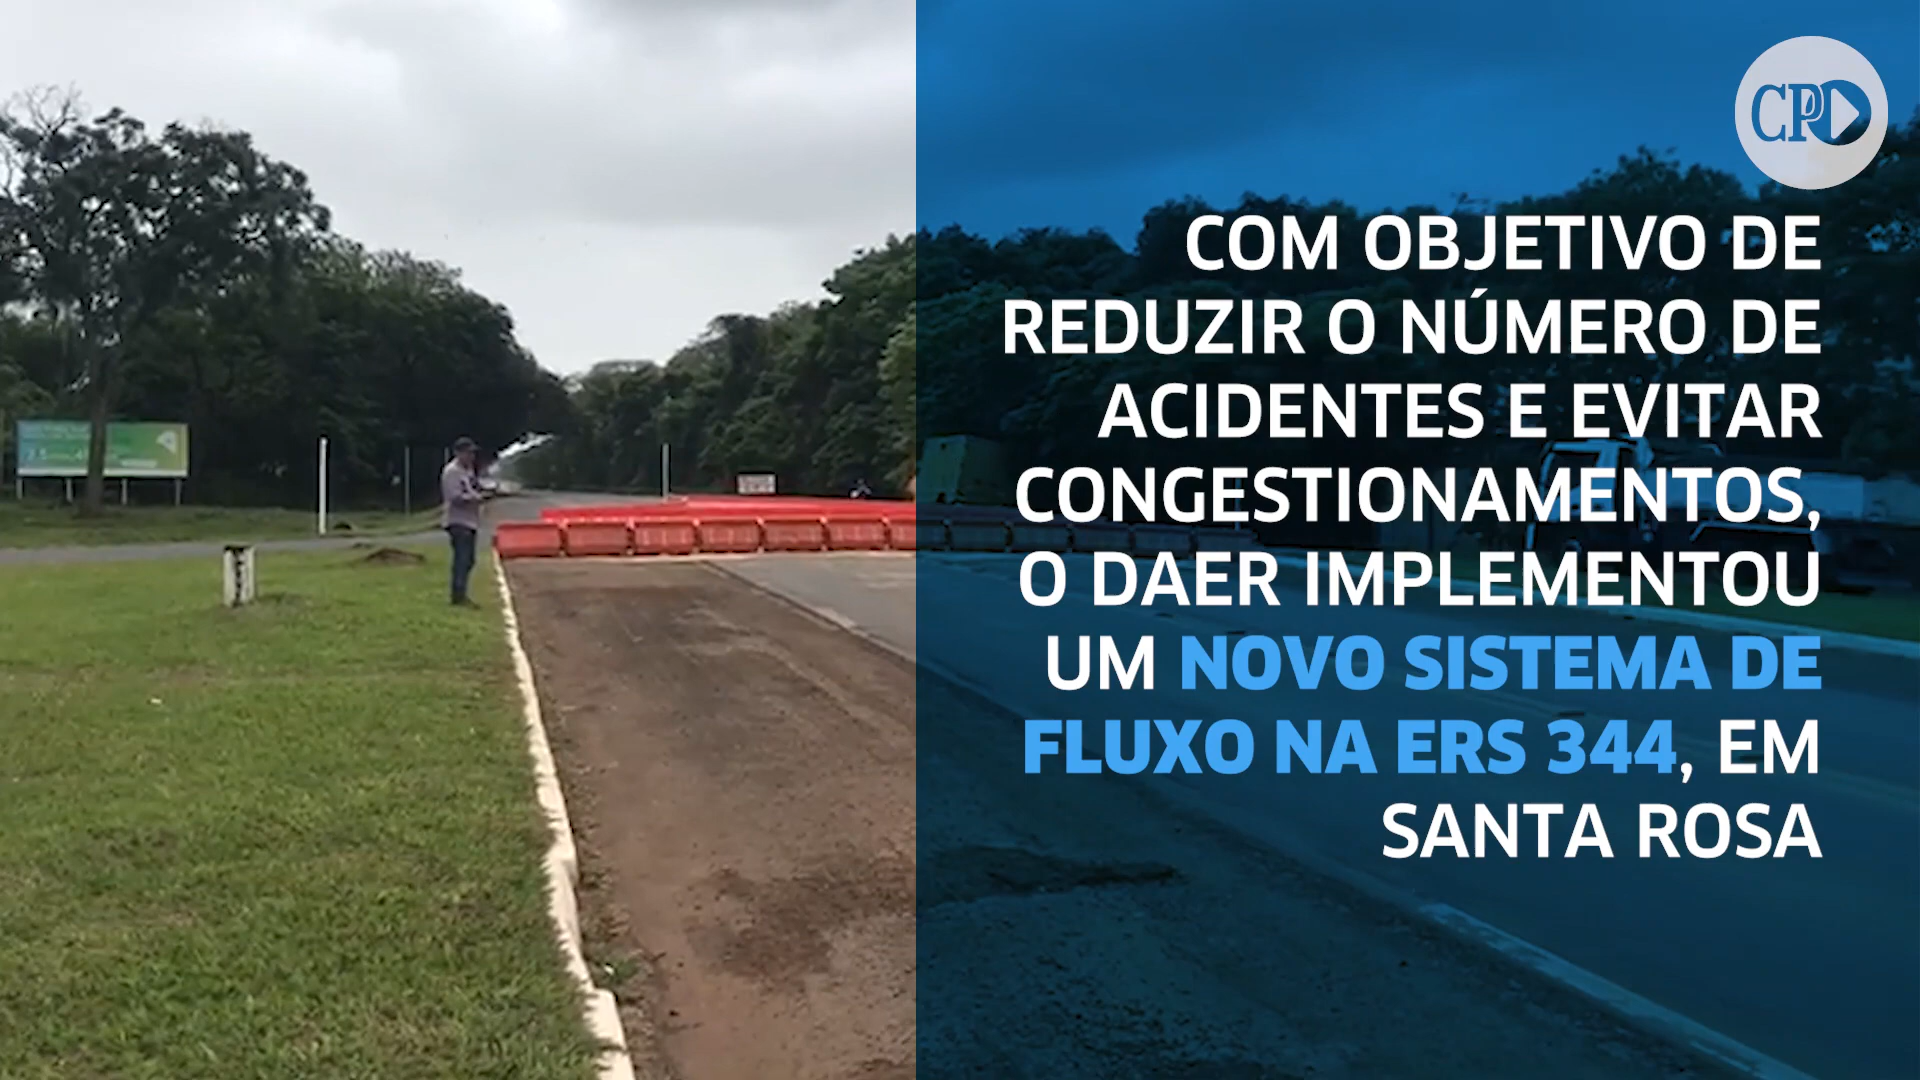 CP
COM OBJETIVO DE
REDUZIR O NÚMERO DE
ACIDENTES E EVITAR
CONGESTIONAMENTOS,
O DAER IMPLEMENTOU
UM NOVO SISTEMA DE
FLUXO NA ERS 344, EM
SANTA ROSA